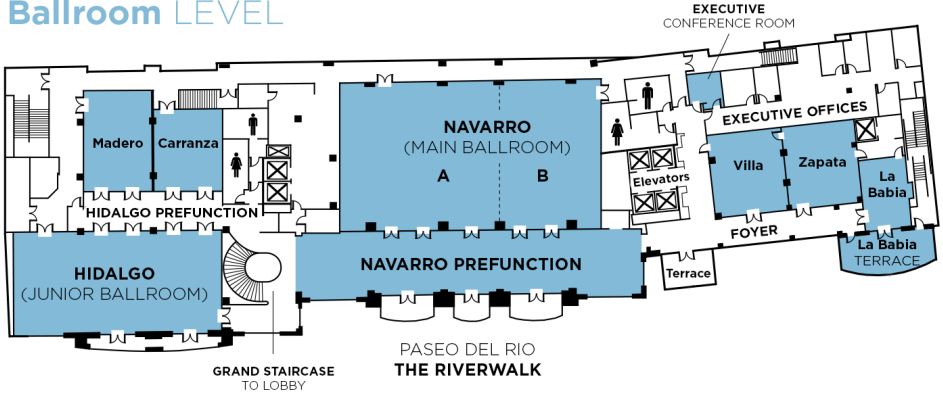 Ballroom LEVEL
EXECUTIVE
CONFERENCE ROOM
EXECUTIVE OFFICES
NAVARRO
(MAIN BALLROOM)
A
B
Madero
Carranza
Villa
Zapata
Elevators
La
Babia
HIDALGO PREFUNCTION
FOYER
La Babia
TERRACE
HIDALGO
(JUNIOR BALLROOM)
NAVARRO PREFUNCTION
Terrace
PASEO DEL RIO
THE RIVERWALK
GRAND STAIRCASE
TO LOBBY